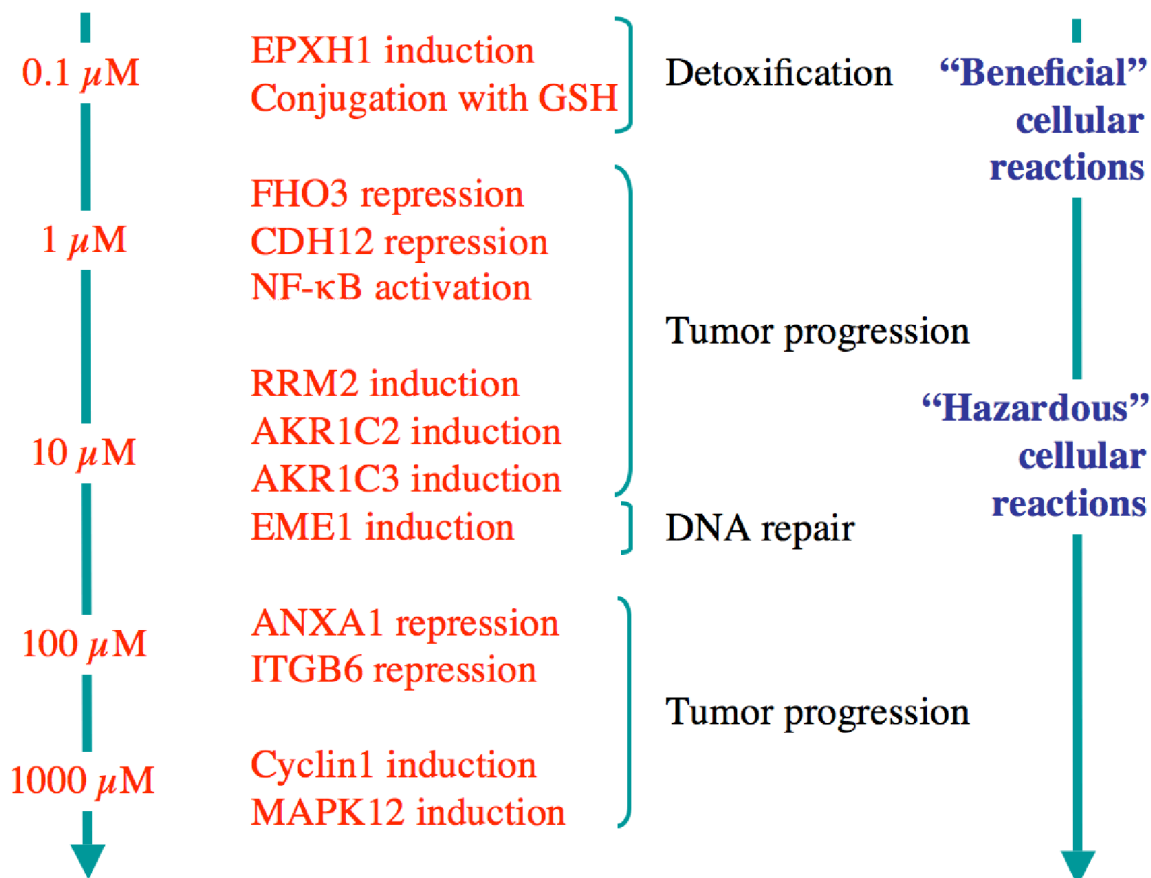 0.1 µM
EPXH1 induction
Conjugation with GSH
Detoxification
“Beneficial”
cellular
reactions
1 µM
FHO3 repression
CDH12 repression
NF-κB activation
Tumor progression
10 µM
RRM2 induction
AKR1C2 induction
AKR1C3 induction
EME1 induction
DNA repair
“Hazardous”
cellular
reactions
100 µM
ANXA1 repression
ITGB6 repression
Tumor progression
1000 µM
Cyclin1 induction
MAPK12 induction